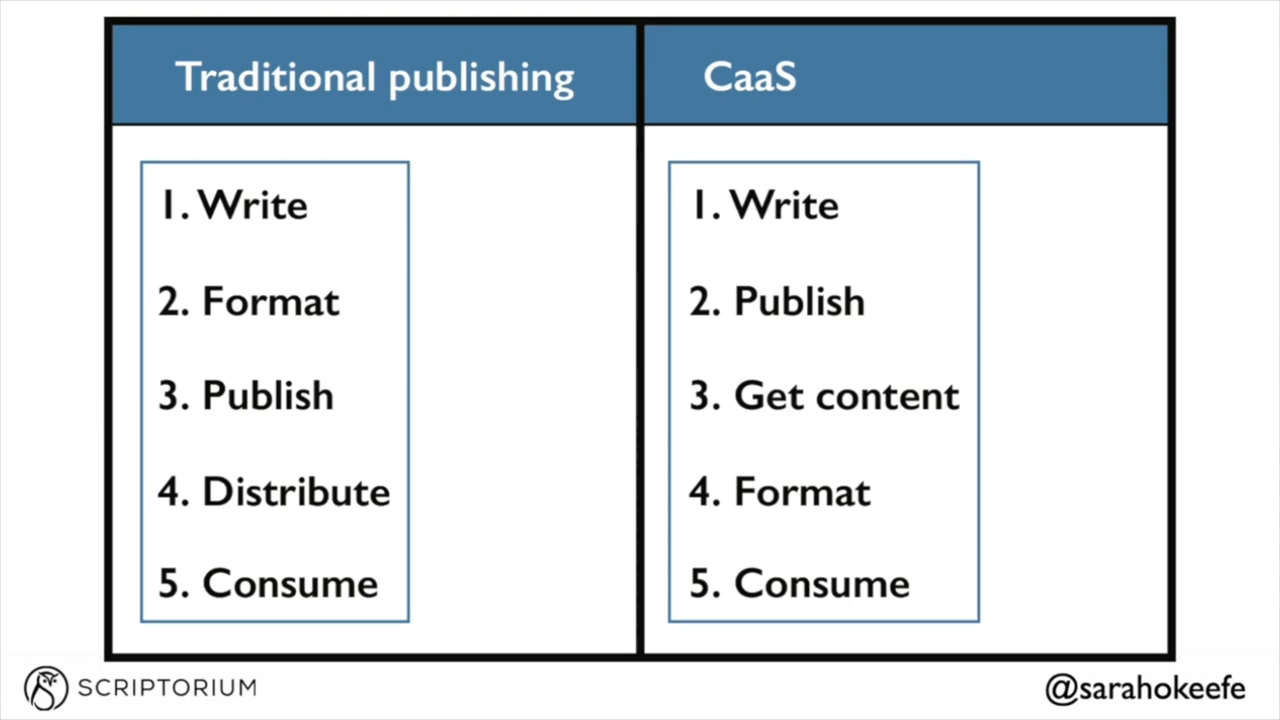 Traditional publishing
CaaS
1. Write
2. Format
3. Publish
4. Distribute
5. Consume
1. Write
2. Publish
3. Get content
4. Format
5. Consume
SCRIPTORIUM
@sarahokeefe